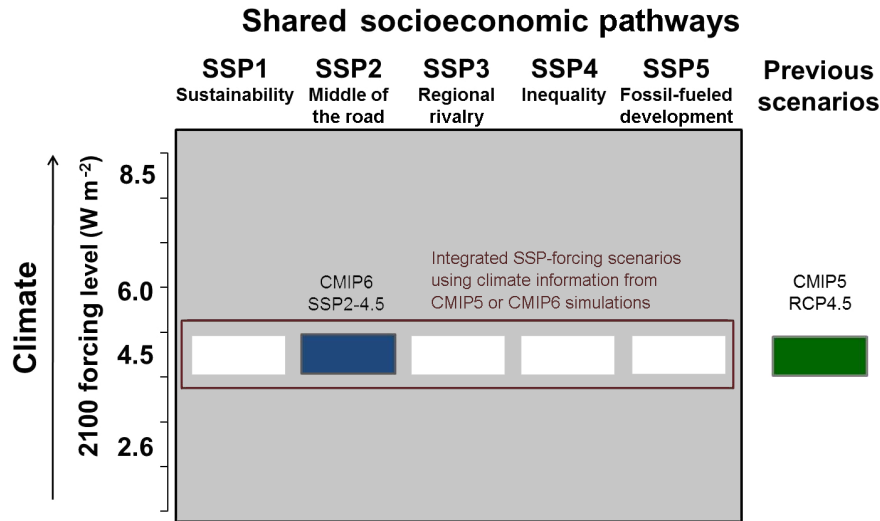 Shared socioeconomic pathways
SSP1
Sustainability
SSP2
Middle of
the road
SSP3
Regional
rivalry
SSP4
Inequality
SSP5
Fossil-fueled
development
Previous
scenarios
Climate
2100 forcing level (W m⁻²)
8.5
6.0
4.5
2.6
CMIP6
SSP2-4.5
Integrated SSP-forcing scenarios
using climate information from
CMIP5 or CMIP6 simulations
CMIP5
RCP4.5